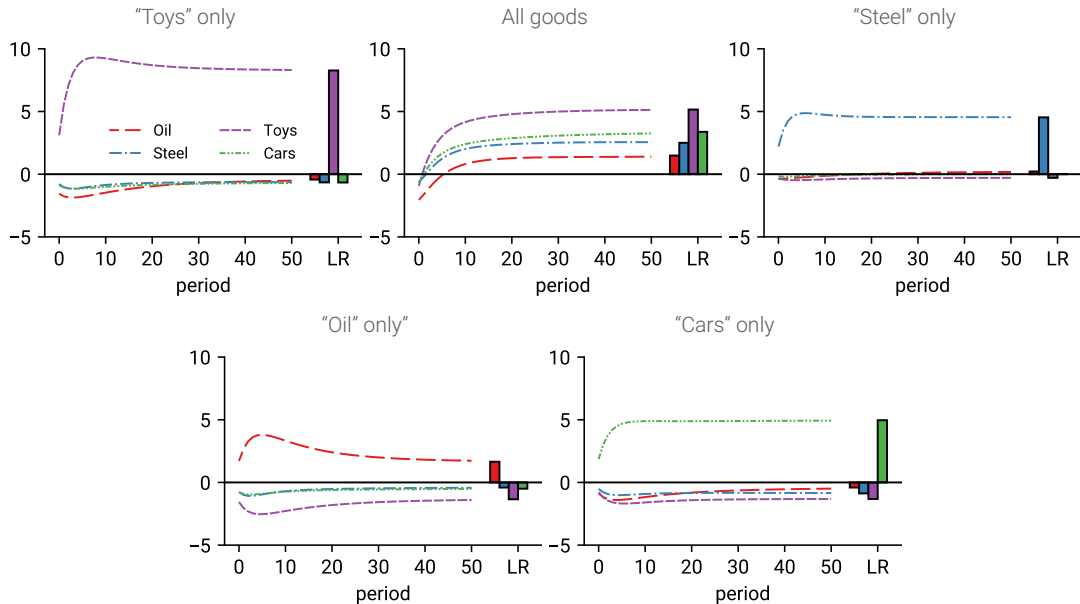 “Toys” only
All goods
“Steel” only
10
5
0
−5
Oil
Steel
Toys
Cars
0 10 20 30 40 50 LR
period
10
5
0
−5
0 10 20 30 40 50 LR
period
10
5
0
−5
0 10 20 30 40 50 LR
period
“Oil” only”
“Cars” only
10
5
0
−5
0 10 20 30 40 50 LR
period
10
5
0
−5
0 10 20 30 40 50 LR
period